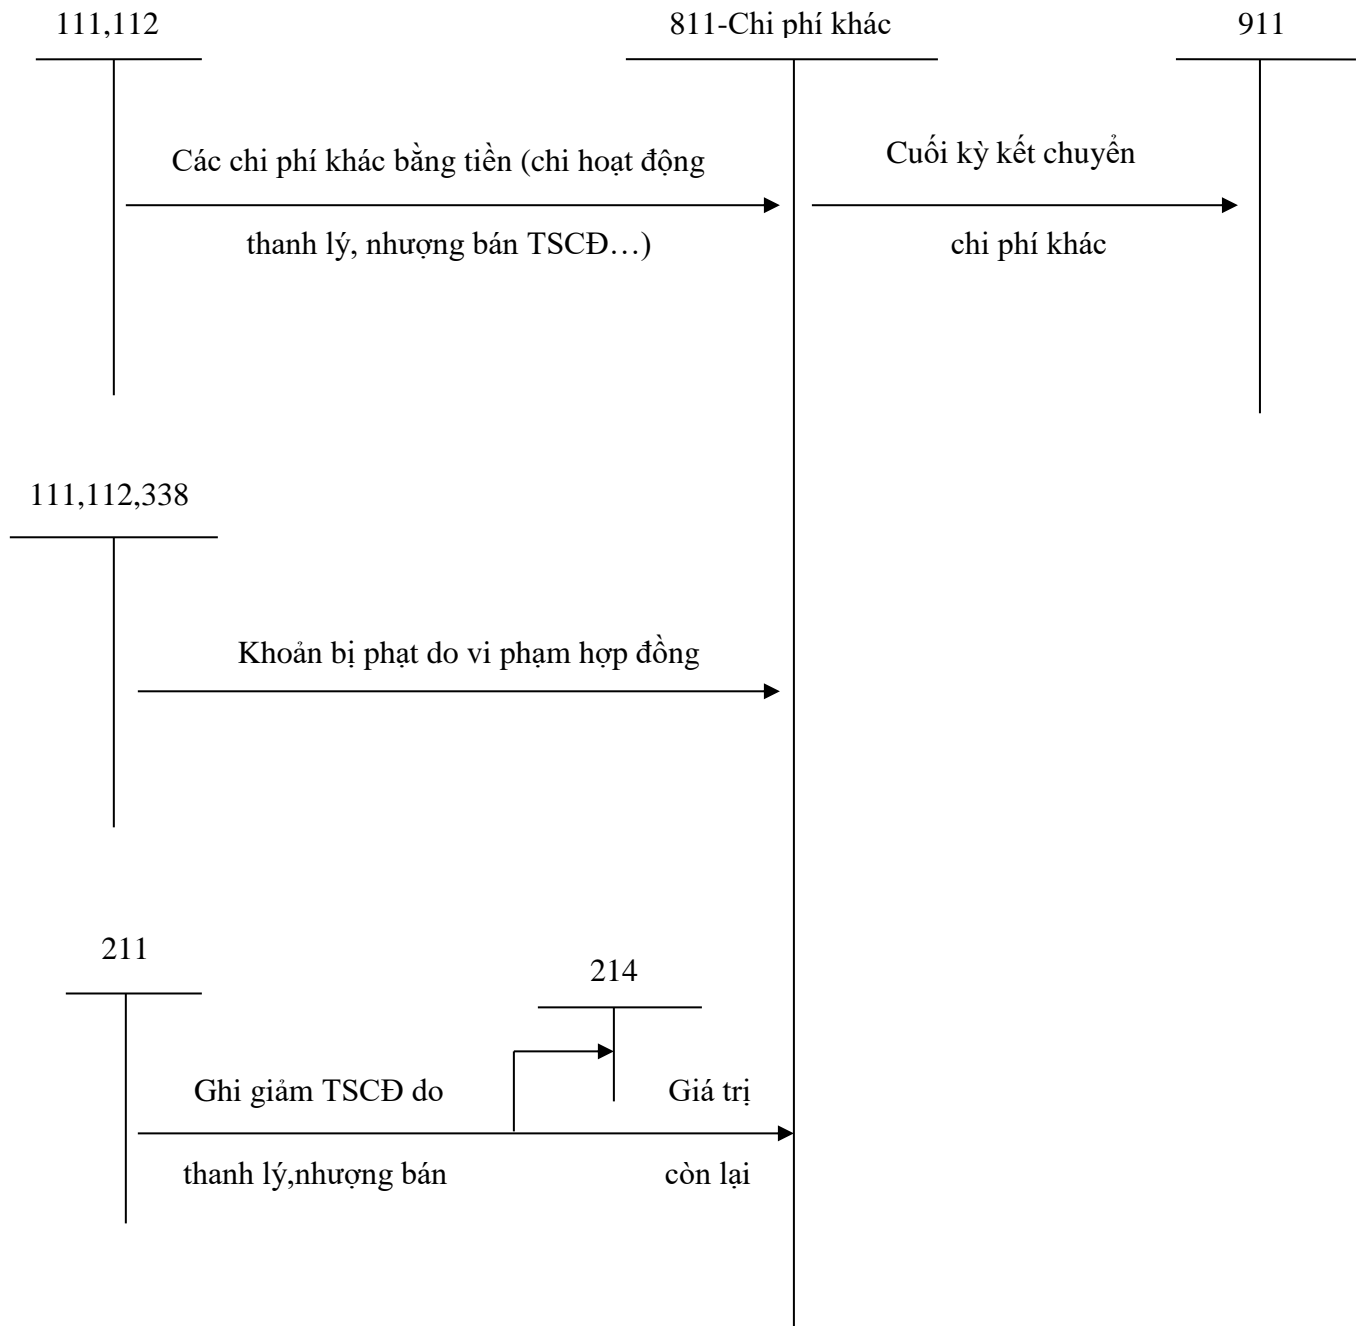 111,112
811-Chi phí khác
911
Các chi phí khác bằng tiền (chi hoạt động
thanh lý, nhượng bán TSCĐ…)
Cuối kỳ kết chuyển
chi phí khác
111,112,338
Khoản bị phạt do vi phạm hợp đồng
211
214
Ghi giảm TSCĐ do
thanh lý,nhượng bán
Giá trị
còn lại